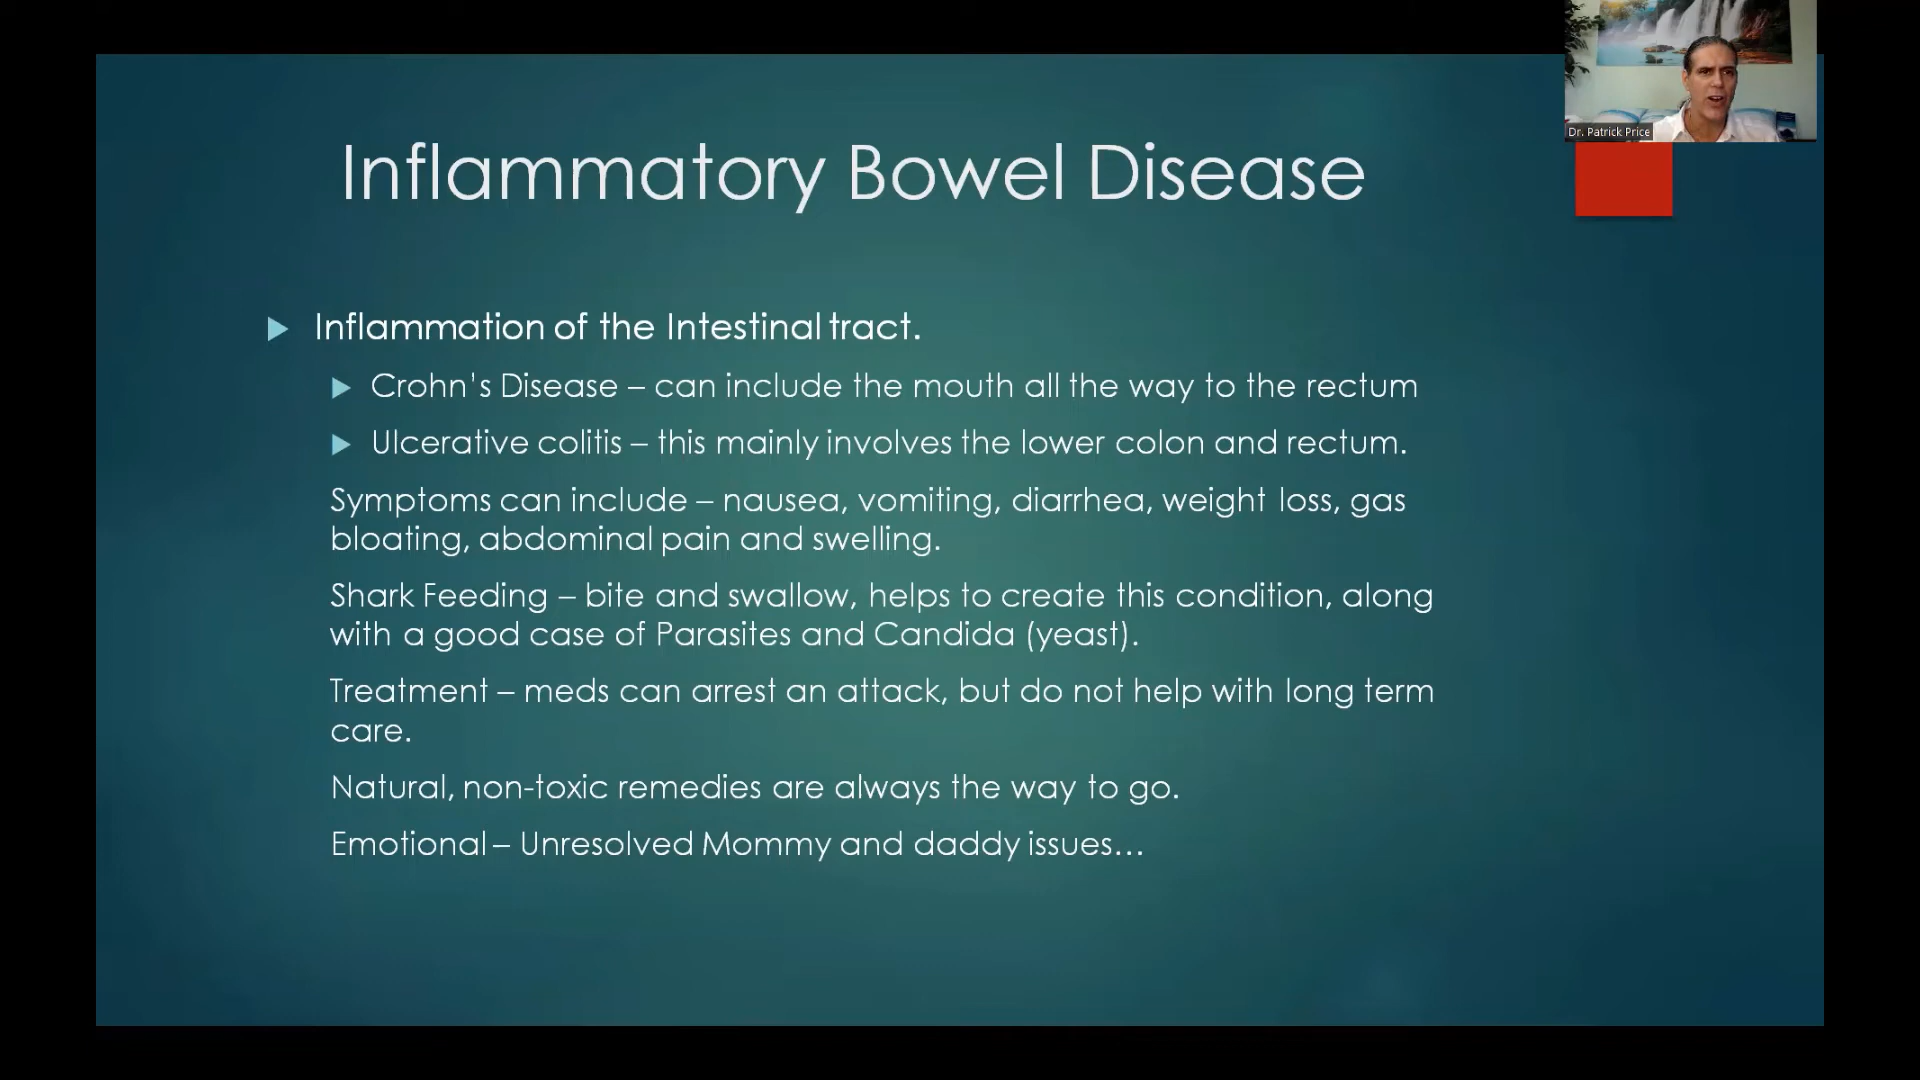 Dr. Patrick Price
Inflammatory Bowel Disease
Inflammation of the Intestinal tract.
Crohn's Disease – can include the mouth all the way to the rectum
Ulcerative colitis – this mainly involves the lower colon and rectum.
Symptoms can include – nausea, vomiting, diarrhea, weight loss, gas
bloating, abdominal pain and swelling.
Shark Feeding – bite and swallow, helps to create this condition, along
with a good case of Parasites and Candida (yeast).
Treatment – meds can arrest an attack, but do not help with long term
care.
Natural, non-toxic remedies are always the way to go.
Emotional – Unresolved Mommy and daddy issues...